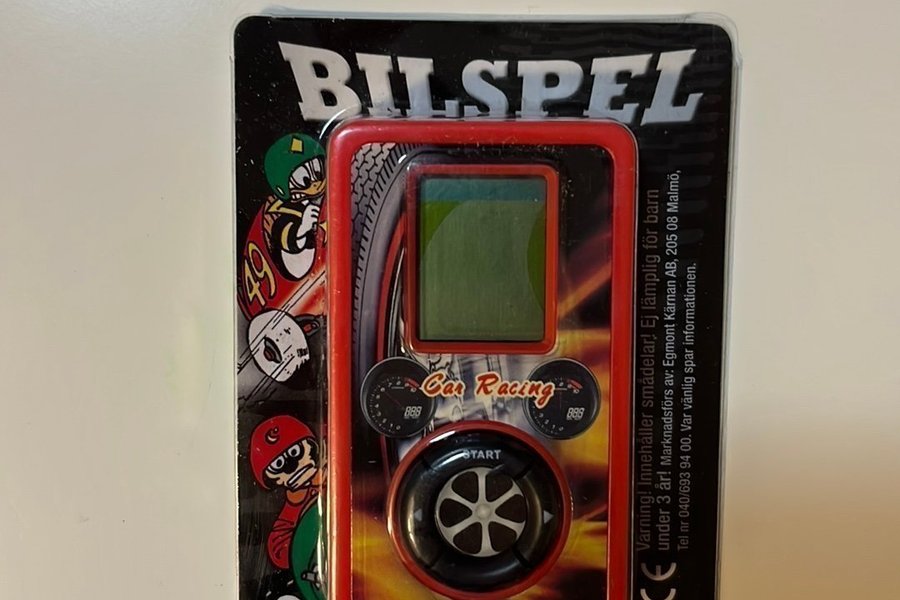 BILSPEL
49
Car Racing
START
Varning! Innehåller smådelar! Ej lämplig för barn
under 3 år! Marknadsförs av: Egmont Kärnan AB, 205 08 Malmö,
Tel nr 040/693 94 00. Var vänlig spar informationen.
CE